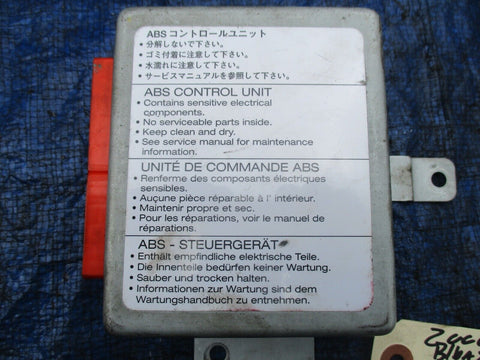 ABS コントロールユニット
• 分解しないで下さい。
• ゴミ付着に注意して下さい。
• 水濡れに注意して下さい。
• サービスマニュアルを参照して下さい。
ABS CONTROL UNIT
• Contains sensitive electrical
components.
• No serviceable parts inside.
• Keep clean and dry.
• See service manual for maintenance
information.
UNITÉ DE COMMANDE ABS
• Renferme des composants électriques
sensibles.
• Aucune pièce réparable à l' intérieur.
• Maintenir propre et sec.
• Pour les réparations, voir le manuel de
réparations.
ABS - STEUERGERÄT
• Enthält empfindliche elektrische Teile.
• Die Innenteile bedürfen keiner Wartung.
• Sauber und trocken halten.
• Informationen zur Wartung sind dem
Wartungshandbuch zu entnehmen.